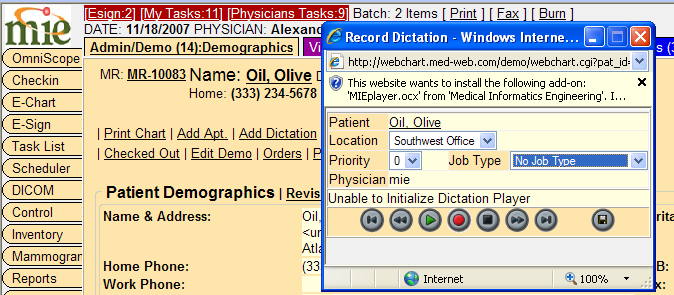 mie
[Esign:2] [My Tasks:11] [Physicians Tasks:9] Batch: 2 Items [ Print ] [ Fax ] [ Burn ]
DATE: 11/18/2007 PHYSICIAN: Alexand
Admin/Demo (14):Demographics
MR: MR-10083 Name: Oil, Olive
Home: (333) 234-5678
| Print Chart | Add Apt. | Add Dictation
| Checked Out | Edit Demo | Orders |
Patient Demographics | Revis
Name & Address:
Oil,
<un
Atla
Home Phone:
(33
Work Phone:
OmniScope
Checkin
E-Chart
E-Sign
Task List
Scheduler
DICOM
Control
Inventory
Mammogram
Reports
Record Dictation - Windows Interne...
http://webchart.med-web.com/demo/webchart.cgi?pat_id=
This website wants to install the following add-on:
'MIEplayer.ocx' from 'Medical Informatics Engineering'. I...
Patient Oil, Olive
Location Southwest Office
Priority 0 Job Type No Job Type
Physician mie
Unable to Initialize Dictation Player
Internet 100%
B: